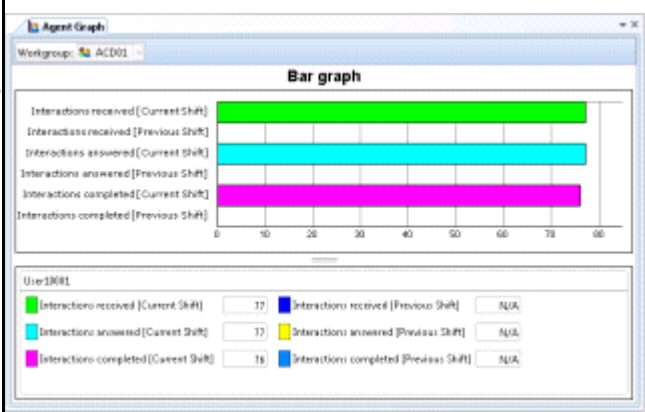 Agent Graph
Workgroup: ACD01
Bar graph
Interactions received [Current Shift]
Interactions received [Previous Shift]
Interactions answered [Current Shift]
Interactions answered [Previous Shift]
Interactions completed [Current Shift]
Interactions completed [Previous Shift]
0 10 20 30 40 50 60 70 80
Interactions received [Current Shift] 77 Interactions received [Previous Shift] N/A
Interactions answered [Current Shift] 77 Interactions answered [Previous Shift] N/A
Interactions completed [Current Shift] 76 Interactions completed [Previous Shift] N/A